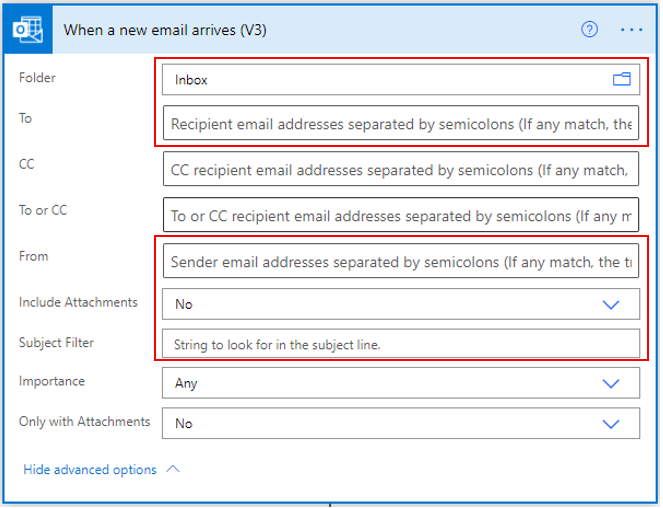 When a new email arrives (V3)
Folder
Inbox
To
Recipient email addresses separated by semicolons (If any match, the
CC
CC recipient email addresses separated by semicolons (If any match,
To or CC
To or CC recipient email addresses separated by semicolons (If any m
From
Sender email addresses separated by semicolons (If any match, the tr
Include Attachments
No
Subject Filter
String to look for in the subject line.
Importance
Any
Only with Attachments
No
Hide advanced options